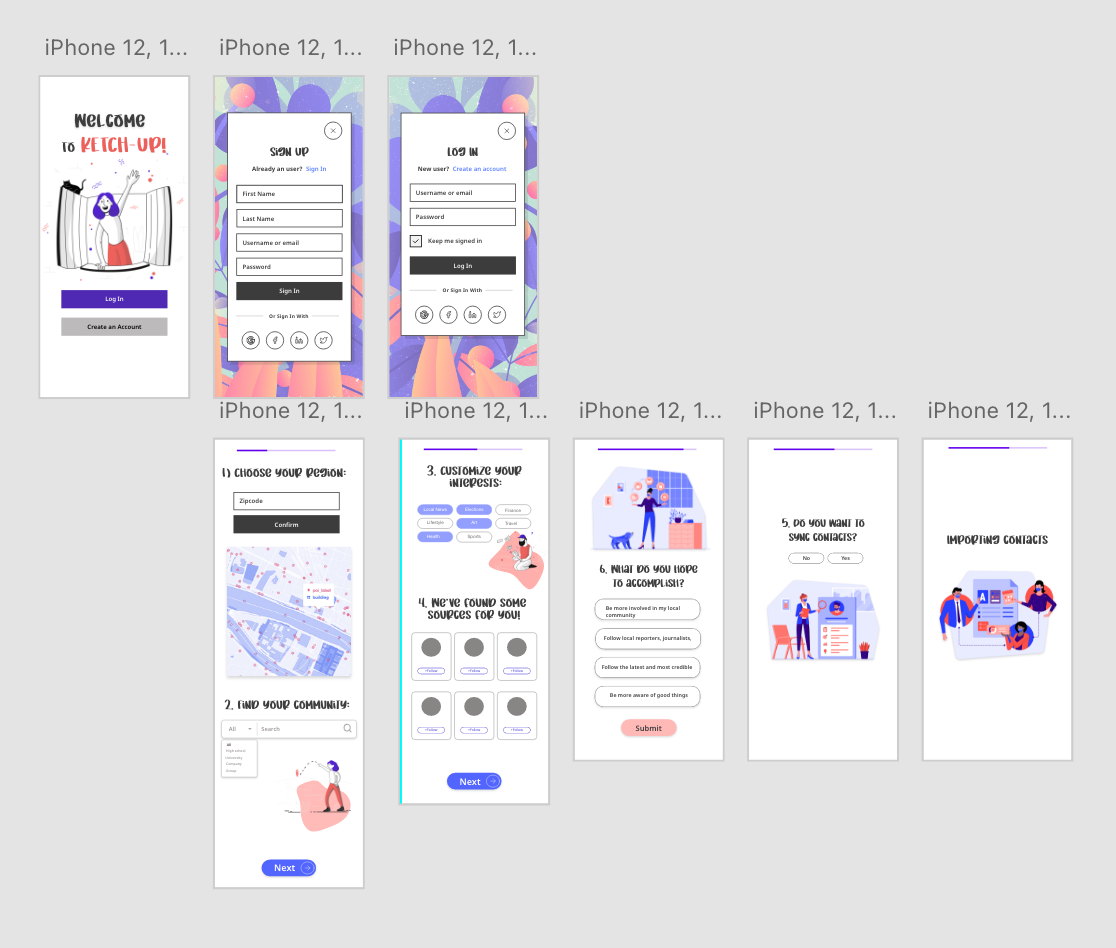 iPhone 12, 1...
iPhone 12, 1...
iPhone 12, 1...
WELCOME
TO KETCH-UP!
Log In
Create an Account
SIGN UP
Already an user? Sign In
First Name
Last Name
Username or email
Password
Sign In
Or Sign In With
LOG IN
New user? Create an account
Username or email
Password
Keep me signed in
Log In
Or Sign In With
iPhone 12, 1...
iPhone 12, 1...
iPhone 12, 1...
iPhone 12, 1...
iPhone 12, 1...
1) CHOOSE YOUR REGION:
Zipcode
Confirm
building
2. FIND YOUR COMMUNITY:
All
Search
All
High school
University
Company
Group
Next
3. CUSTOMIZE YOUR
INTERESTS:
Local News
Elections
Finance
Lifestyle
Art
Travel
Health
Sports
4. WE'VE FOUND SOME
SOURCES FOR YOU!
+Follow
+Follow
+Follow
+Follow
+Follow
+Follow
Next
6. WHAT DO YOU HOPE
TO ACCOMPLISH?
Be more involved in my local
community
Follow local reporters, journalists,
Follow the latest and most credible
Be more aware of good things
Submit
5. DO YOU WANT TO
SYNC CONTACTS?
No
Yes
IMPORTING CONTACTS
A